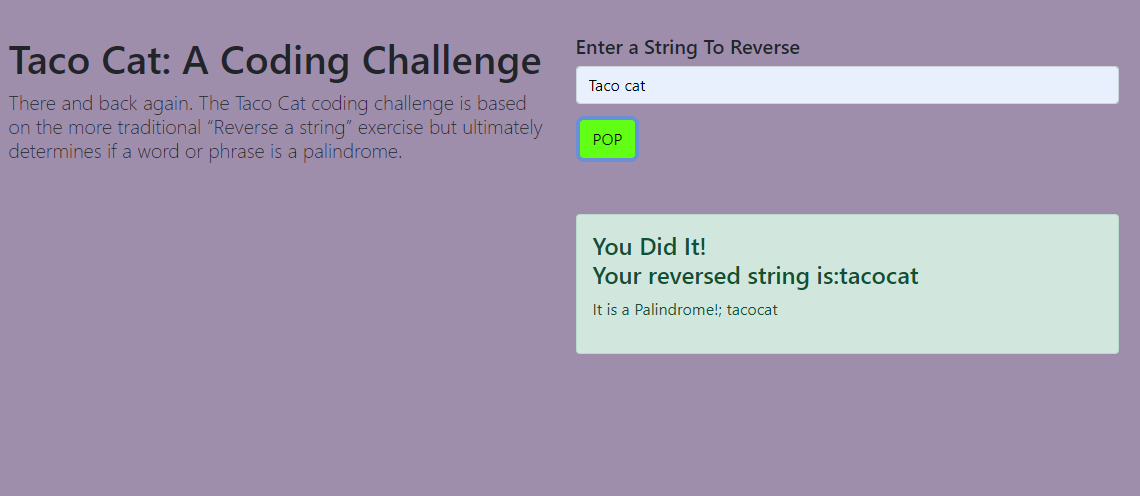 Taco Cat: A Coding Challenge
There and back again. The Taco Cat coding challenge is based
on the more traditional “Reverse a string” exercise but ultimately
determines if a word or phrase is a palindrome.
Enter a String To Reverse
Taco cat
POP
You Did It!
Your reversed string is:tacocat
It is a Palindrome!; tacocat